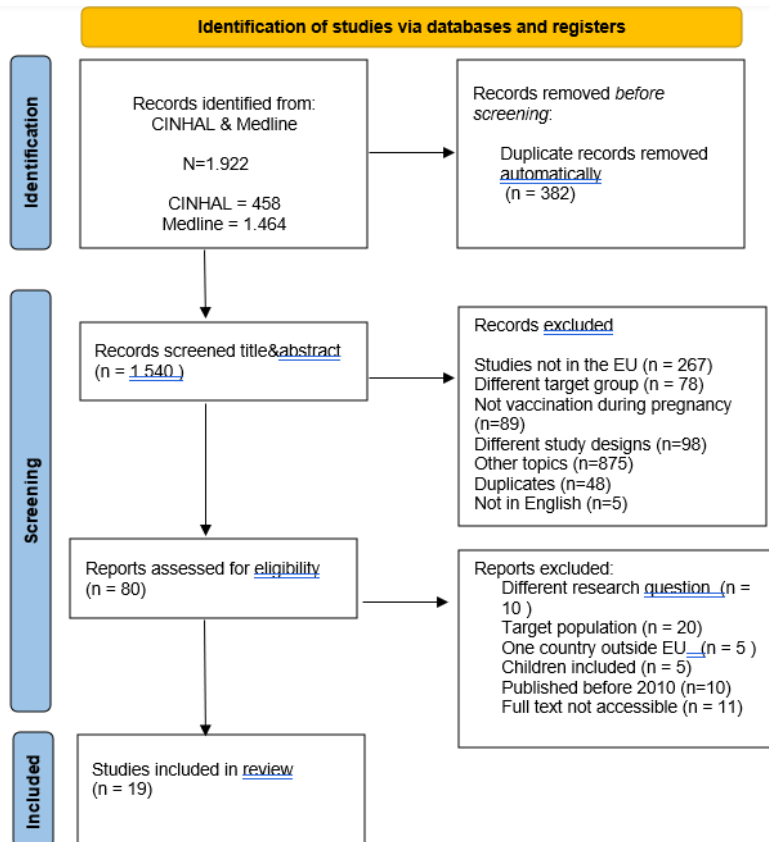 Identification of studies via databases and registers
Identification
Records identified from:
CINHAL & Medline
N=1.922
CINHAL = 458
Medline = 1.464
Records removed before
screening:
Duplicate records removed
automatically
(n = 382)
Screening
Records screened title&abstract
(n = 1.540 )
Records excluded
Studies not in the EU (n = 267)
Different target group (n = 78)
Not vaccination during pregnancy
(n=89)
Different study designs (n=98)
Other topics (n=875)
Duplicates (n=48)
Not in English (n=5)
Reports assessed for eligibility
(n = 80)
Reports excluded:
Different research question (n =
10 )
Target population (n = 20)
One country outside EU (n = 5 )
Children included (n = 5)
Published before 2010 (n=10)
Full text not accessible (n = 11)
Included
Studies included in review
(n = 19)